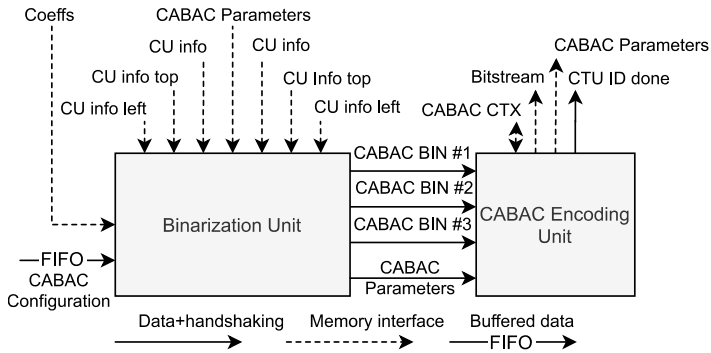 Coeffs
CABAC Parameters
CU info
CU info
CU info top
CU Info top
CU info left
CU info left
CABAC Parameters
Bitstream
CTU ID done
CABAC CTX
CABAC BIN #1
CABAC BIN #2
CABAC BIN #3
CABAC
Parameters
Binarization Unit
CABAC Encoding
Unit
FIFO
CABAC
Configuration
Data+handshaking
Memory interface
Buffered data
FIFO